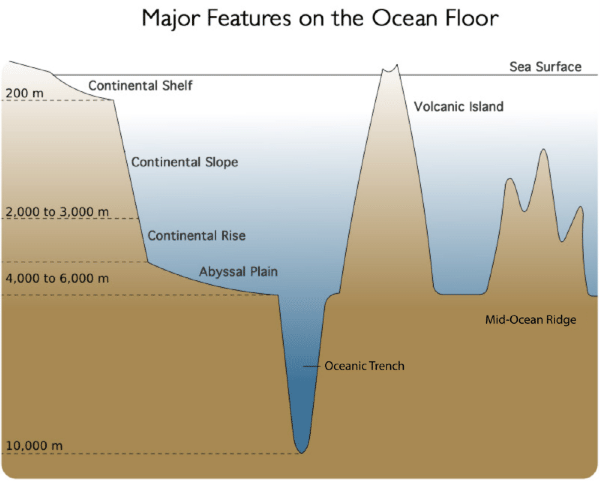 Major Features on the Ocean Floor
Sea Surface
Continental Shelf
200 m
Volcanic Island
Continental Slope
2,000 to 3,000 m
Continental Rise
Abyssal Plain
4,000 to 6,000 m
Mid-Ocean Ridge
Oceanic Trench
10,000 m